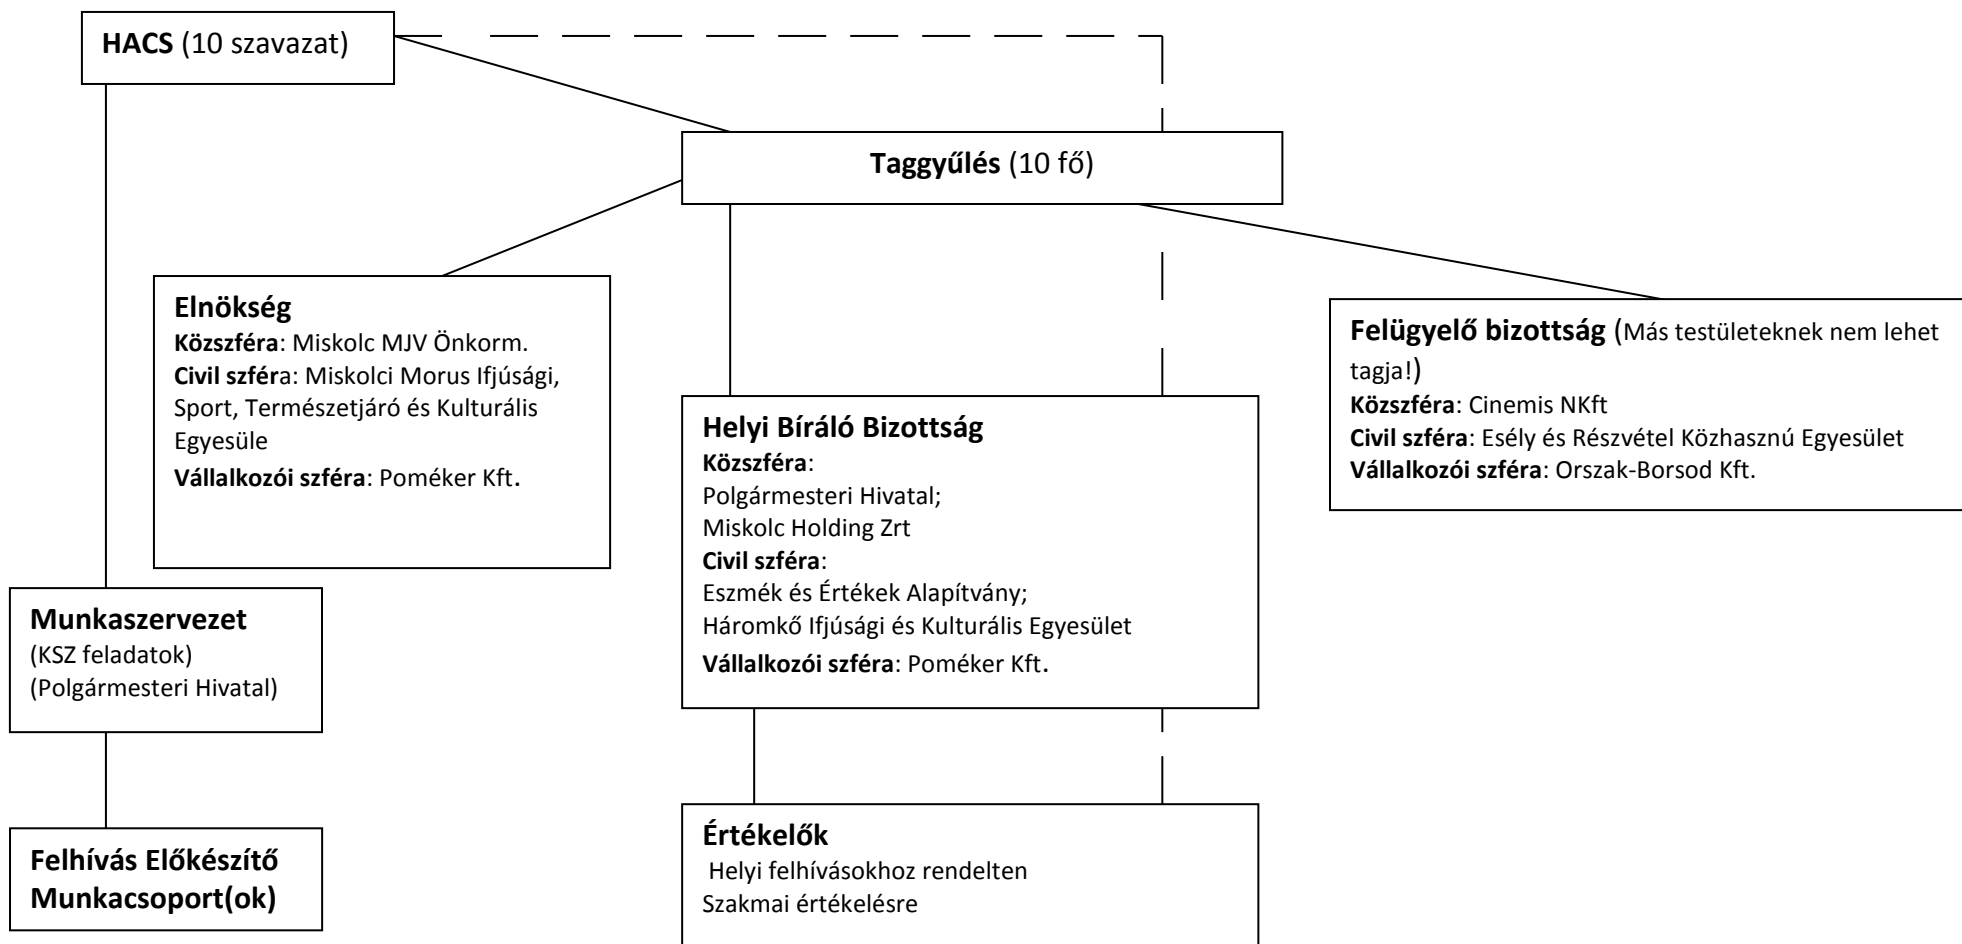 HACS (10 szavazat)
Taggyűlés (10 fő)
Elnökség
Közszféra: Miskolc MJV Önkorm.
Civil szféra: Miskolci Morus Ifjúsági,
Sport, Természetjáró és Kulturális
Egyesüle
Vállalkozói szféra: Poméker Kft.
Felügyelő bizottság (Más testületeknek nem lehet
tagja!)
Közszféra: Cinemis NKft
Civil szféra: Esély és Részvétel Közhasznú Egyesület
Vállalkozói szféra: Orszak-Borsod Kft.
Helyi Bíráló Bizottság
Közszféra:
Polgármesteri Hivatal;
Miskolc Holding Zrt
Civil szféra:
Eszmék és Értékek Alapítvány;
Háromkő Ifjúsági és Kulturális Egyesület
Vállalkozói szféra: Poméker Kft.
Munkaszervezet
(KSZ feladatok)
(Polgármesteri Hivatal)
Felhívás Előkészítő
Munkacsoport(ok)
Értékelők
Helyi felhívásokhoz rendelten
Szakmai értékelésre